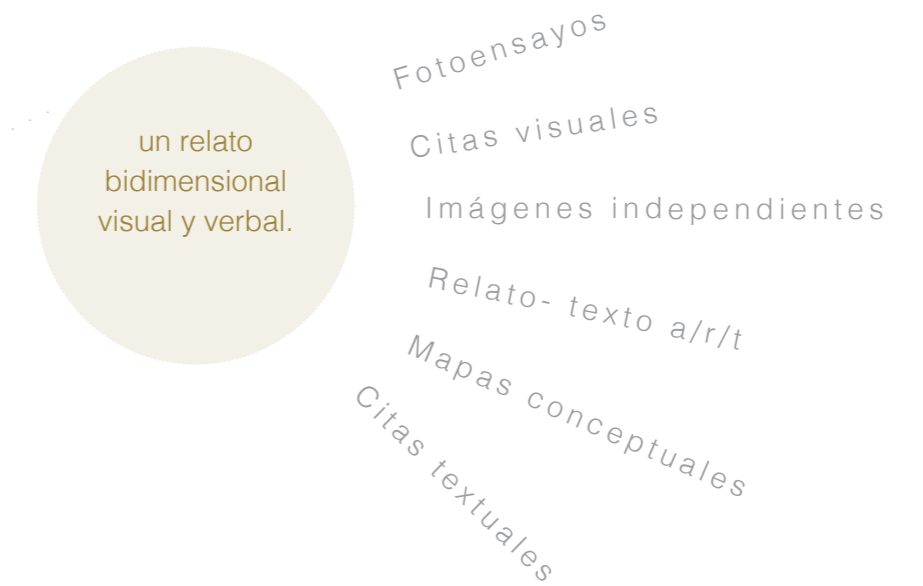 un relato
bidimensional
visual y verbal.
Fotoensayos
Citas visuales
Imágenes independientes
Relato- texto a/r/t
Mapas conceptuales
Citas textuales